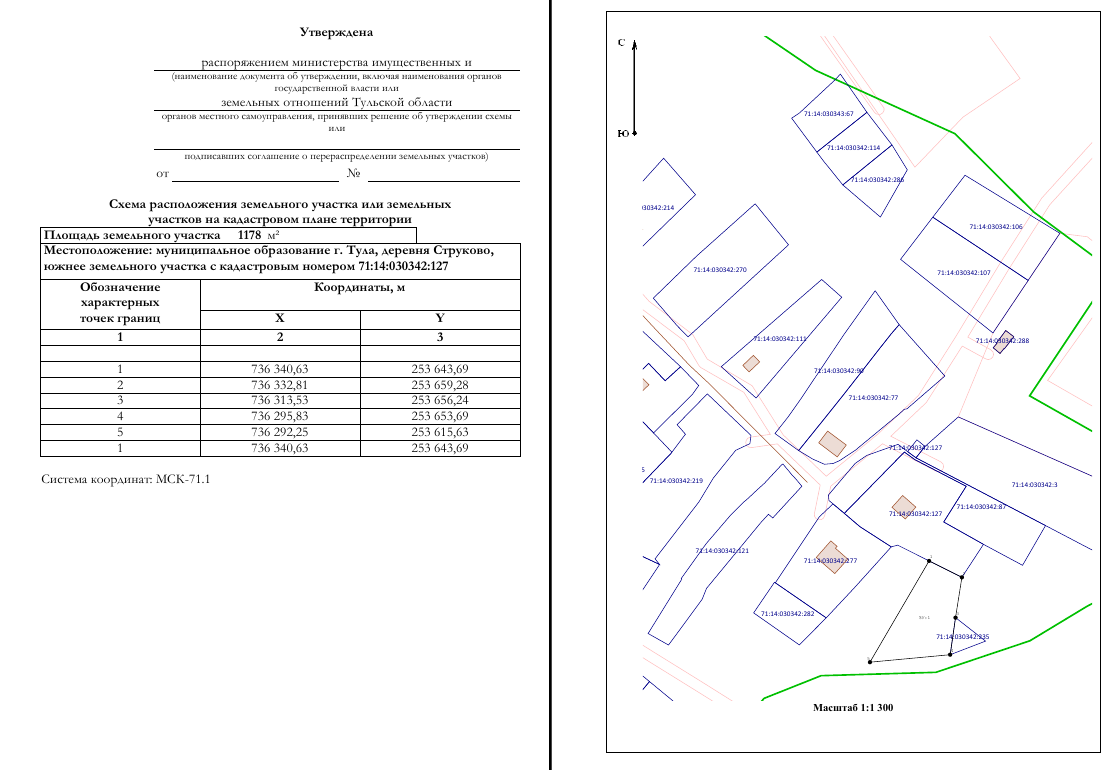 Утверждена
распоряжением министерства имущественных и
(наименование документа об утверждении, включая наименования органов
государственной власти или
земельных отношений Тульской области
органов местного самоуправления, принявших решение об утверждении схемы
или
подписавших соглашение о перераспределении земельных участков)
от № 
Схема расположения земельного участка или земельных
участков на кадастровом плане территории
Площадь земельного участка 1178 м²
Местоположение: муниципальное образование г. Тула, деревня Струково,
южнее земельного участка с кадастровым номером 71:14:030342:127
Обозначение
характерных
точек границ
Координаты, м
X Y
1 2 3
1 736 340,63 253 643,69
2 736 332,81 253 659,28
3 736 313,53 253 656,24
4 736 295,83 253 653,69
5 736 292,25 253 615,63
1 736 340,63 253 643,69
Система координат: МСК-71.1
С
Ю
71:14:030343:67
71:14:030342:114
71:14:030342:286
030342:214
71:14:030342:106
71:14:030342:270
71:14:030342:107
71:14:030342:111
71:14:030342:288
71:14:030342:90
71:14:030342:77
71:14:030342:127
71:14:030342:219
71:14:030342:3
71:14:030342:87
71:14:030342:127
71:14:030342:121
71:14:030342:277
71:14:030342:282
71:14:030342:235
Масштаб 1:1 300